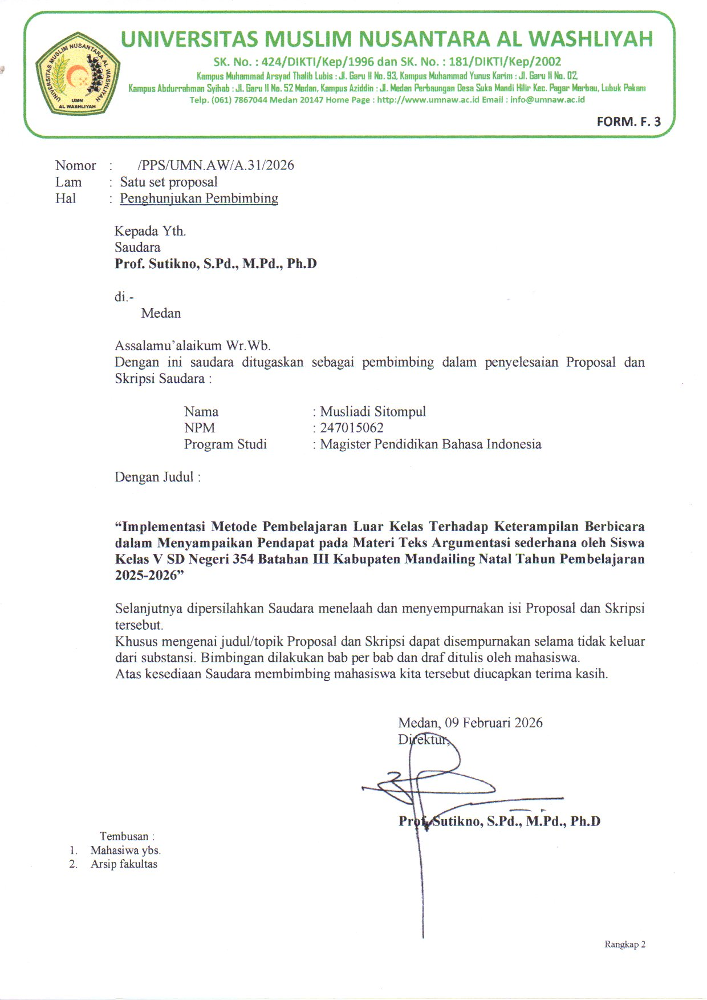 UNIVERSITAS MUSLIM NUSANTARA AL WASHLIYAH
SK. No. : 424/DIKTI/Kep/1996 dan SK. No. : 181/DIKTI/Kep/2002
Kampus Muhammad Arsyad Thalib Lubis : Jl. Garu II No. 93, Kampus Muhammad Yunus Karim : Jl. Garu II No. 02,
Kampus Abdurrahman Syihab : Jl. Garu II No. 52 Medan, Kampus Aziddin : Jl. Medan Perbaungan Desa Suka Mandi Hilir Kec. Pagar Merbau, Lubuk Pakam
Telp. (061) 7867044 Medan 20147 Home Page : http://www.umnaw.ac.id Email : info@umnaw.ac.id
UNIVERSITAS MUSLIM NUSANTARA AL WASHLIYAH
UMN
AL WASHLIYAH
FORM. F. 3
Nomor : /PPS/UMN.AW/A.31/2026
Lam : Satu set proposal
Hal : Penghunjukan Pembimbing
Kepada Yth.
Saudara
Prof. Sutikno, S.Pd., M.Pd., Ph.D
di.-
Medan
Assalamu’alaikum Wr.Wb.
Dengan ini saudara ditugaskan sebagai pembimbing dalam penyelesaian Proposal dan
Skripsi Saudara :
Nama : Musliadi Sitompul
NPM : 247015062
Program Studi : Magister Pendidikan Bahasa Indonesia
Dengan Judul :
“Implementasi Metode Pembelajaran Luar Kelas Terhadap Keterampilan Berbicara
dalam Menyampaikan Pendapat pada Materi Teks Argumentasi sederhana oleh Siswa
Kelas V SD Negeri 354 Batahan III Kabupaten Mandailing Natal Tahun Pembelajaran
2025-2026”
Selanjutnya dipersilahkan Saudara menelaah dan menyempurnakan isi Proposal dan Skripsi
tersebut.
Khusus mengenai judul/topik Proposal dan Skripsi dapat disempurnakan selama tidak keluar
dari substansi. Bimbingan dilakukan bab per bab dan draf ditulis oleh mahasiswa.
Atas kesediaan Saudara membimbing mahasiswa kita tersebut diucapkan terima kasih.
Medan, 09 Februari 2026
Direktur,
Prof. Sutikno, S.Pd., M.Pd., Ph.D
Tembusan :
1. Mahasiwa ybs.
2. Arsip fakultas
Rangkap 2